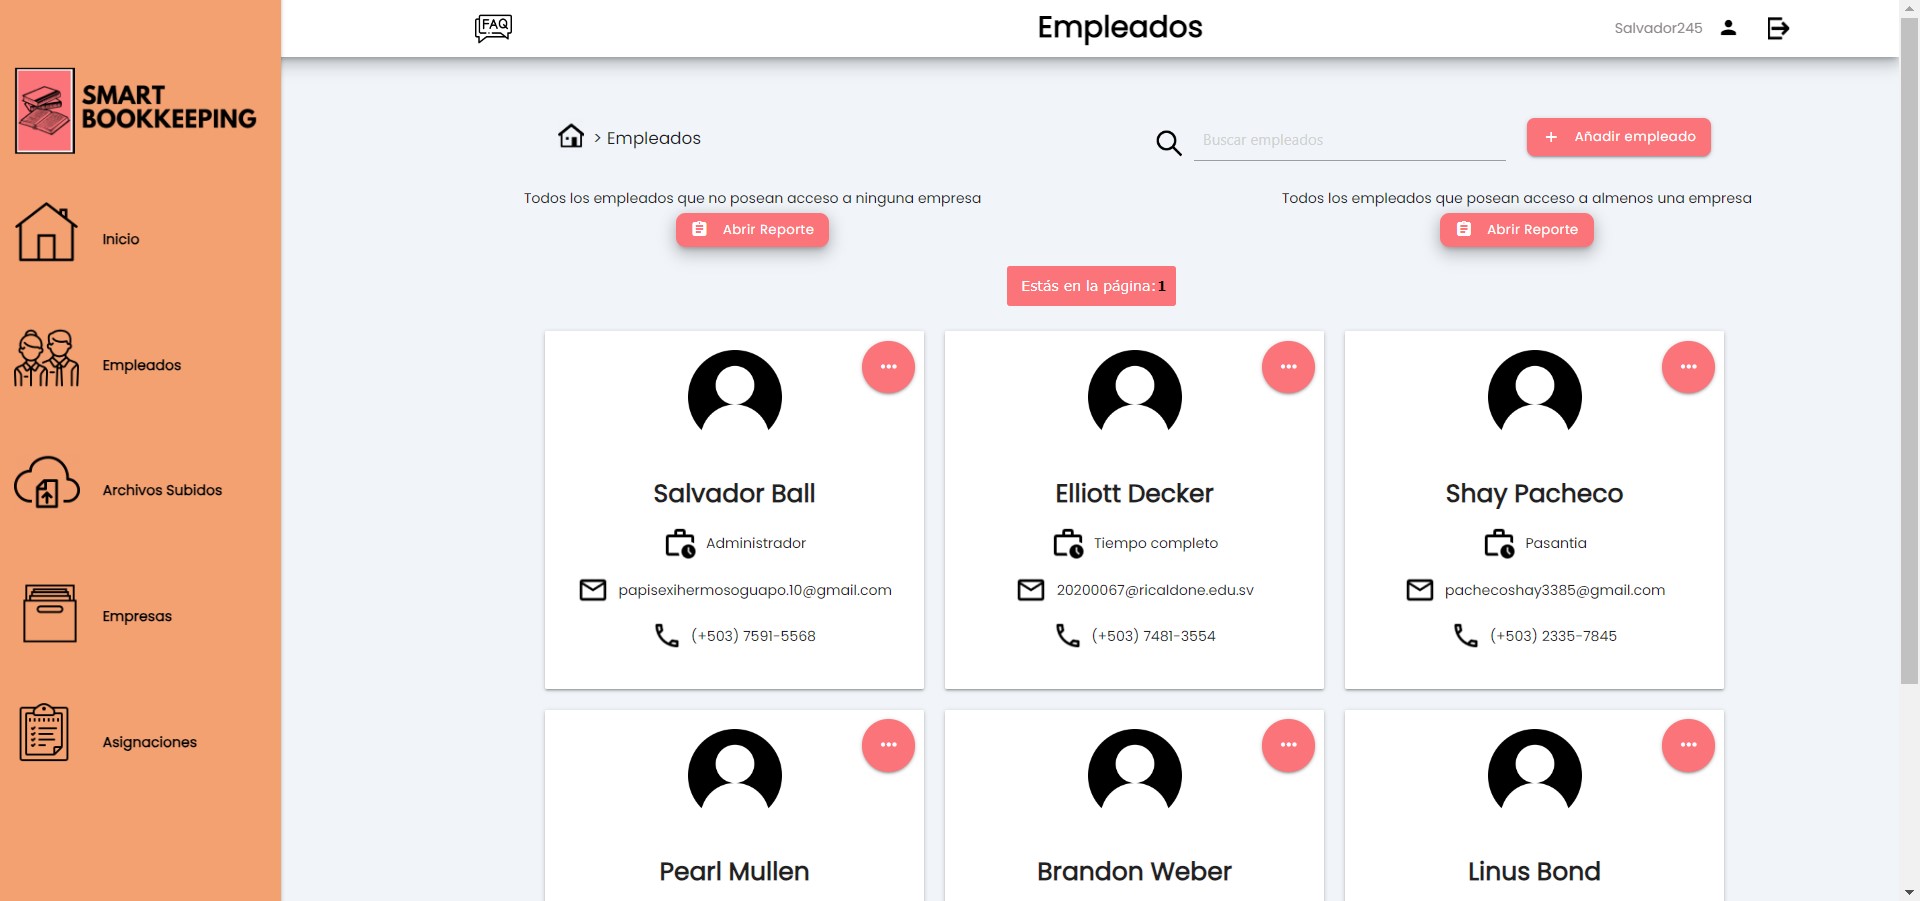 FAQ
Empleados
Salvador245
SMART
BOOKKEEPING
Inicio
Empleados
Archivos Subidos
Empresas
Asignaciones
> Empleados
Buscar empleados
+ Añadir empleado
Todos los empleados que no posean acceso a ninguna empresa
Abrir Reporte
Todos los empleados que posean acceso a almenos una empresa
Abrir Reporte
Estás en la página:1
Salvador Ball
Administrador
papisexihermosoguapo.10@gmail.com
(+503) 7591-5568
Elliott Decker
Tiempo completo
20200067@ricaldone.edu.sv
(+503) 7481-3554
Shay Pacheco
Pasantia
pachecoshay3385@gmail.com
(+503) 2335-7845
Pearl Mullen
Brandon Weber
Linus Bond